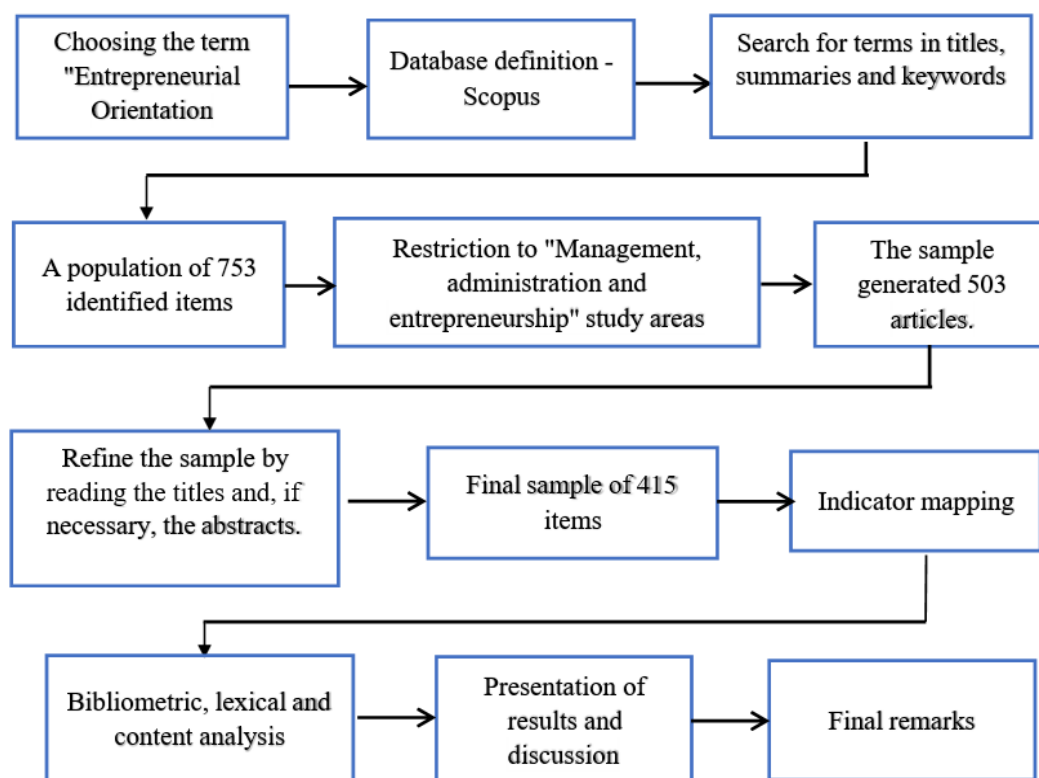 Choosing the term
"Entrepreneurial
Orientation
Database definition -
Scopus
Search for terms in titles,
summaries and keywords
A population of 753
identified items
Restriction to "Management,
administration and
entrepreneurship" study areas
The sample
generated 503
articles.
Refine the sample by
reading the titles and, if
necessary, the abstracts.
Final sample of 415
items
Indicator mapping
Bibliometric, lexical and
content analysis
Presentation of
results and
discussion
Final remarks